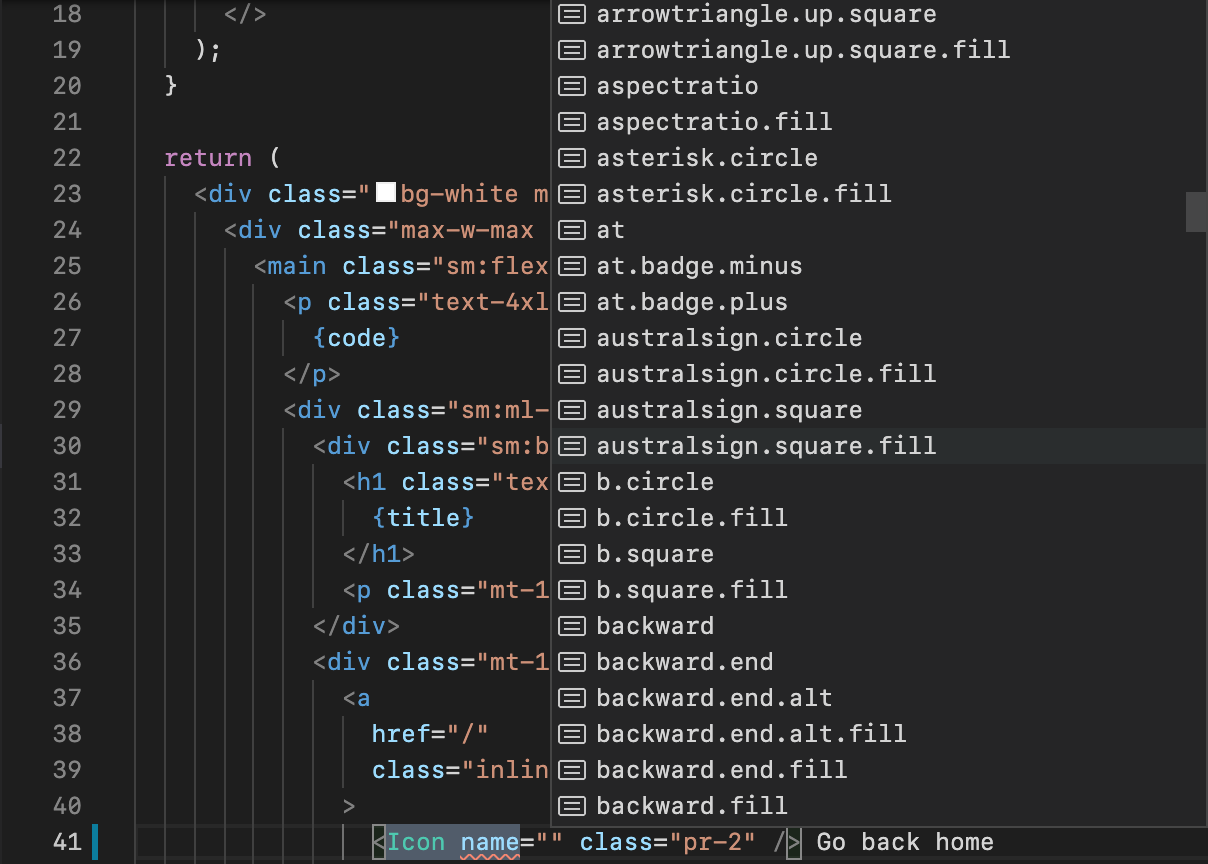 18 </> arrowtriangle.up.square
19 ); arrowtriangle.up.square.fill
20 } aspectratio
21 aspectratio.fill
22 return ( asterisk.circle
23 <div class="bg-white m asterisk.circle.fill
24 <div class="max-w-max at
25 <main class="sm:flex at.badge.minus
26 <p class="text-4xl at.badge.plus
27 {code} australsign.circle
28 </p> australsign.circle.fill
29 <div class="sm:ml- australsign.square
30 <div class="sm:b australsign.square.fill
31 <h1 class="tex b.circle
32 {title} b.circle.fill
33 </h1> b.square
34 <p class="mt-1 b.square.fill
35 </div> backward
36 <div class="mt-1 backward.end
37 <a backward.end.alt
38 href="/" backward.end.alt.fill
39 class="inlin backward.end.fill
40 > backward.fill
41 <Icon name="" class="pr-2" /> Go back home